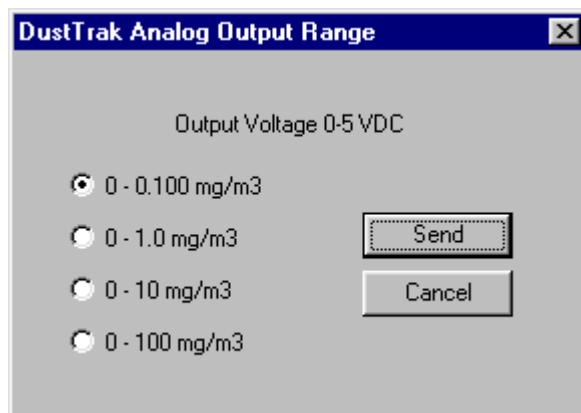 DustTrak Analog Output Range
Output Voltage 0-5 VDC
0 - 0.100 mg/m3
0 - 1.0 mg/m3
0 - 10 mg/m3
0 - 100 mg/m3
Send
Cancel